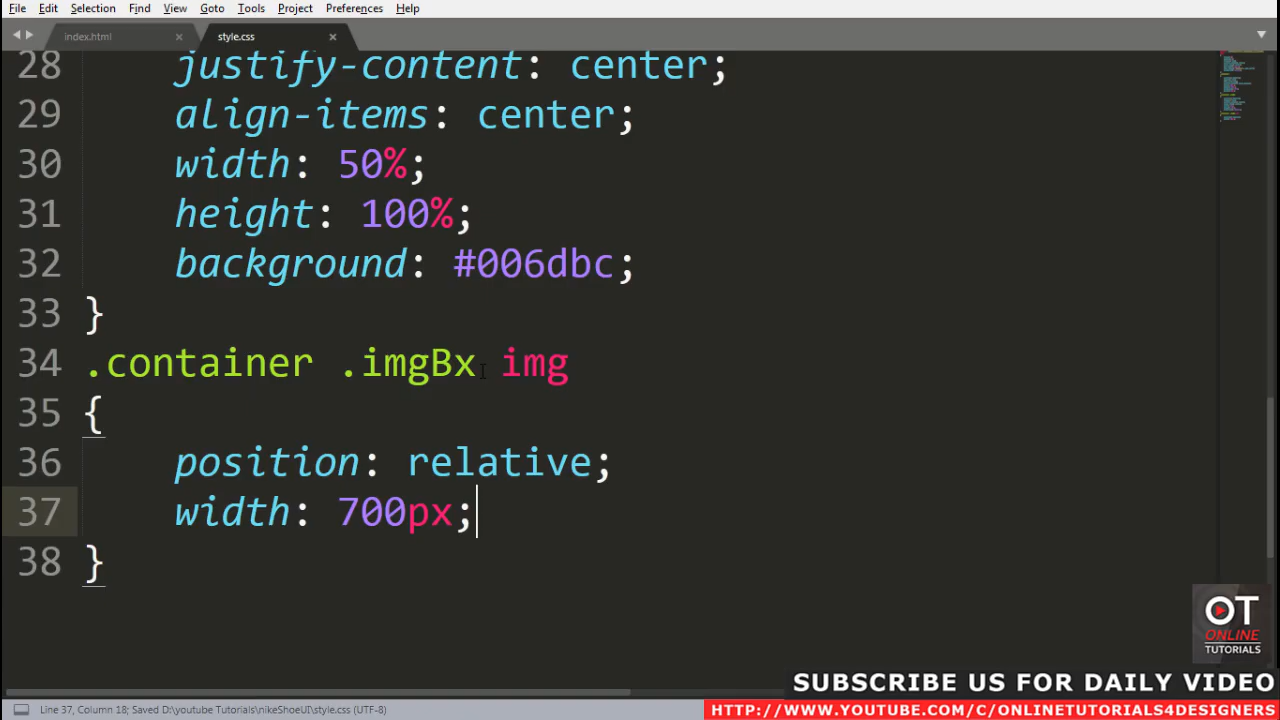 File Edit Selection Find View Goto Tools Project Preferences Help
index.html × style.css ×
28 justify-content: center;
29 align-items: center;
30 width: 50%;
31 height: 100%;
32 background: #006dbc;
33 }
34 .container .imgBx img
35 {
36 position: relative;
37 width: 700px;
38 }
OT
ONLINE
TUTORIALS
SUBSCRIBE US FOR DAILY VIDEO
Line 37, Column 18; Saved D:\youtube Tutorials\nikeShoeUI\style.css (UTF-8)
HTTP://WWW.YOUTUBE.COM/C/ONLINETUTORIALS4DESIGNERS